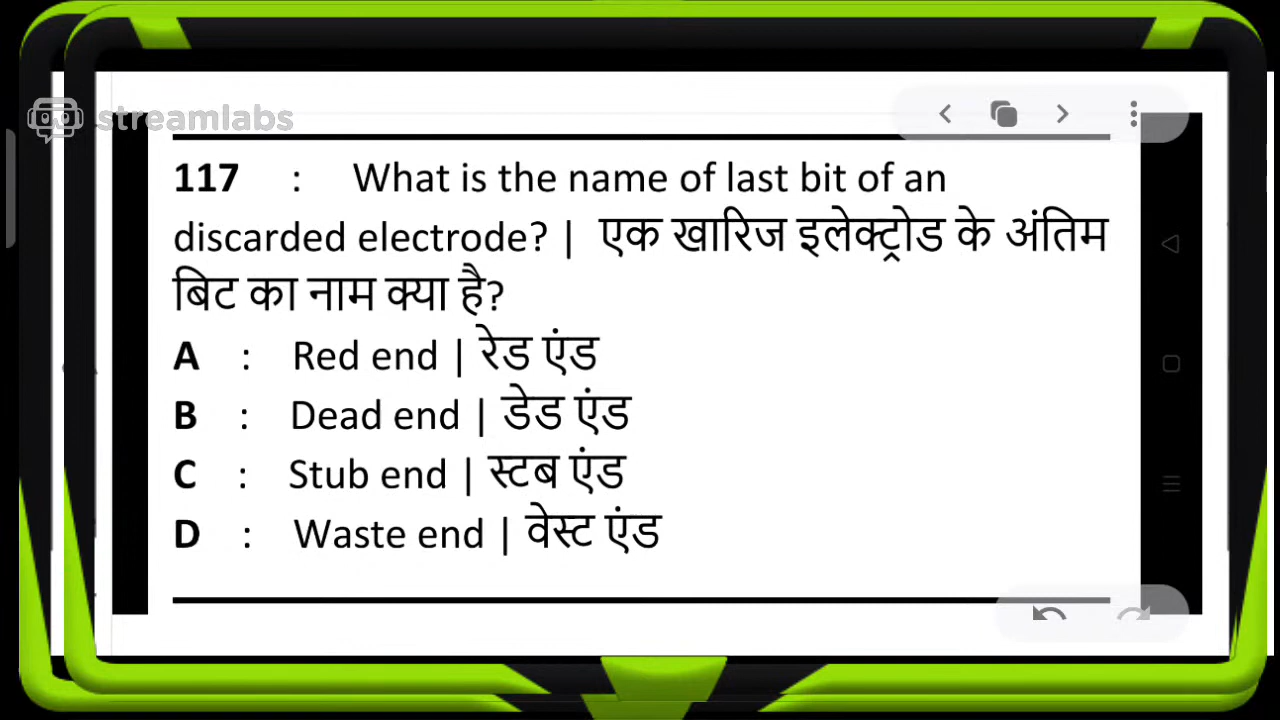 streamlabs
117 : What is the name of last bit of an
discarded electrode? | एक खारिज इलेक्ट्रोड के अंतिम
बिट का नाम क्या है?
A : Red end | रेड एंड
B : Dead end | डेड एंड
C : Stub end | स्टब एंड
D : Waste end | वेस्ट एंड